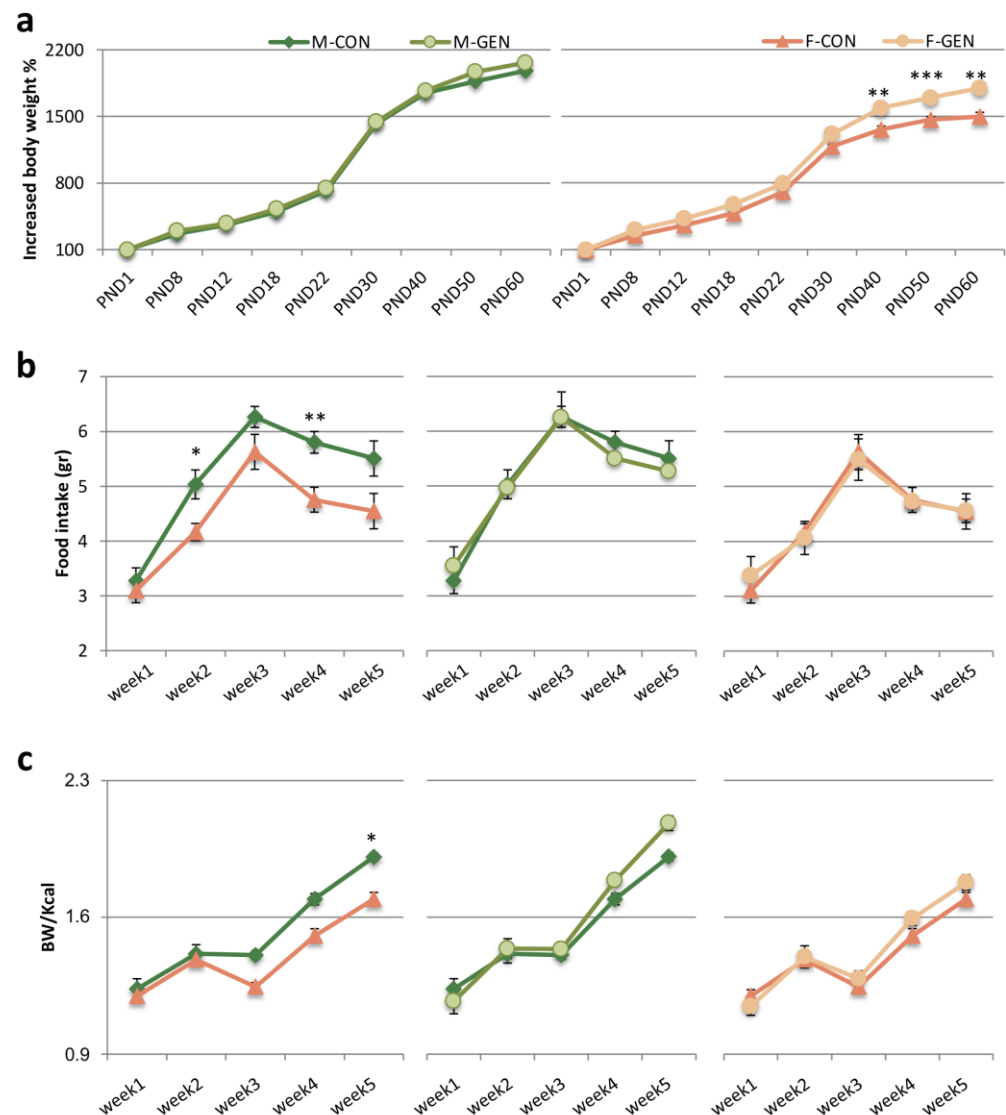 a
M-CON M-GEN F-CON F-GEN
Increased body weight %
2200
1500
800
100
** *** **
PND1 PND8 PND12 PND18 PND22 PND30 PND40 PND50 PND60
PND1 PND8 PND12 PND18 PND22 PND30 PND40 PND50 PND60
b
Food intake (gr)
7
6
5
4
3
2
* **
week1 week2 week3 week4 week5
week1 week2 week3 week4 week5
week1 week2 week3 week4 week5
c
BW/Kcal
2.3
1.6
0.9
*
week1 week2 week3 week4 week5
week1 week2 week3 week4 week5
week1 week2 week3 week4 week5